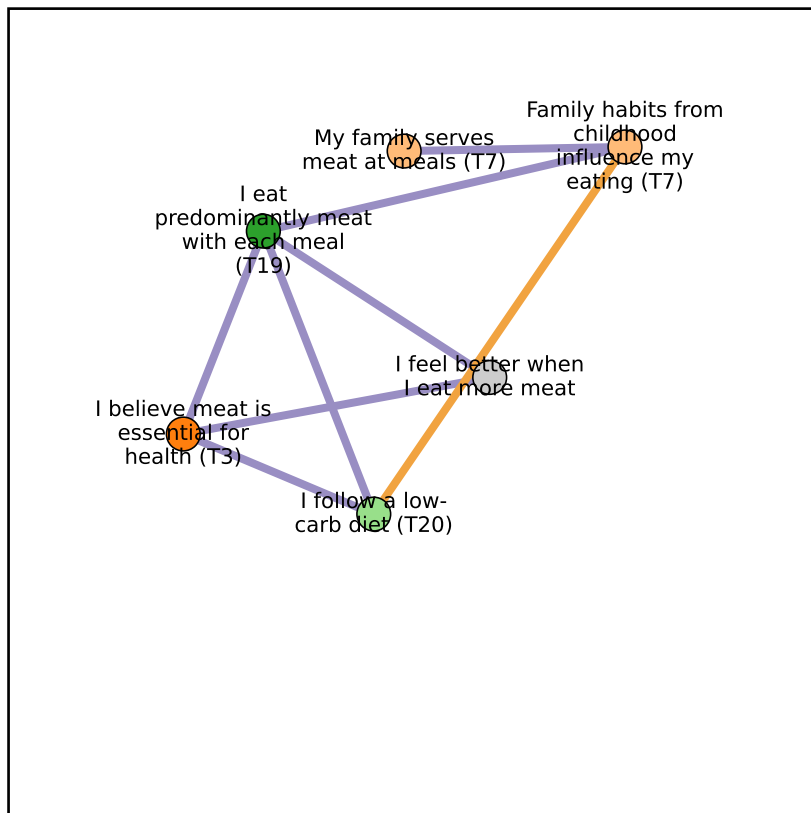 Family habits from
childhood
influence my
eating (T7)
My family serves
meat at meals (T7)
I eat
predominantly meat
with each meal
(T19)
I feel better when
I eat more meat
I believe meat is
essential for
health (T3)
I follow a low-
carb diet (T20)